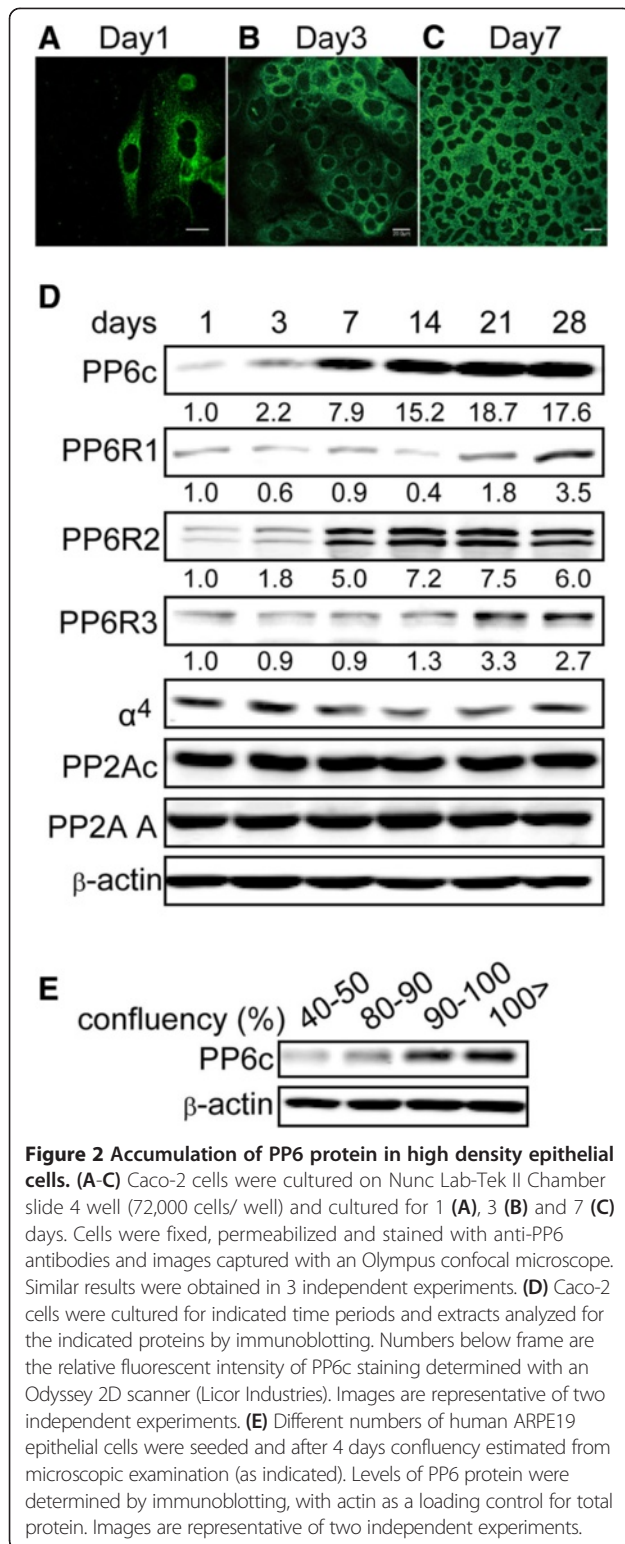 A Day1 B Day3 C Day7
D
days 1 3 7 14 21 28
PP6c
1.0 2.2 7.9 15.2 18.7 17.6
PP6R1
1.0 0.6 0.9 0.4 1.8 3.5
PP6R2
1.0 1.8 5.0 7.2 7.5 6.0
PP6R3
1.0 0.9 0.9 1.3 3.3 2.7
α4
PP2Ac
PP2A A
β-actin
E
confluency (%) 40-50 80-90 90-100 100>
PP6c
β-actin
Figure 2 Accumulation of PP6 protein in high density epithelial
cells. (A-C) Caco-2 cells were cultured on Nunc Lab-Tek II Chamber
slide 4 well (72,000 cells/ well) and cultured for 1 (A), 3 (B) and 7 (C)
days. Cells were fixed, permeabilized and stained with anti-PP6
antibodies and images captured with an Olympus confocal microscope.
Similar results were obtained in 3 independent experiments. (D) Caco-2
cells were cultured for indicated time periods and extracts analyzed for
the indicated proteins by immunoblotting. Numbers below frame are
the relative fluorescent intensity of PP6c staining determined with an
Odyssey 2D scanner (Licor Industries). Images are representative of two
independent experiments. (E) Different numbers of human ARPE19
epithelial cells were seeded and after 4 days confluency estimated from
microscopic examination (as indicated). Levels of PP6 protein were
determined by immunoblotting, with actin as a loading control for total
protein. Images are representative of two independent experiments.